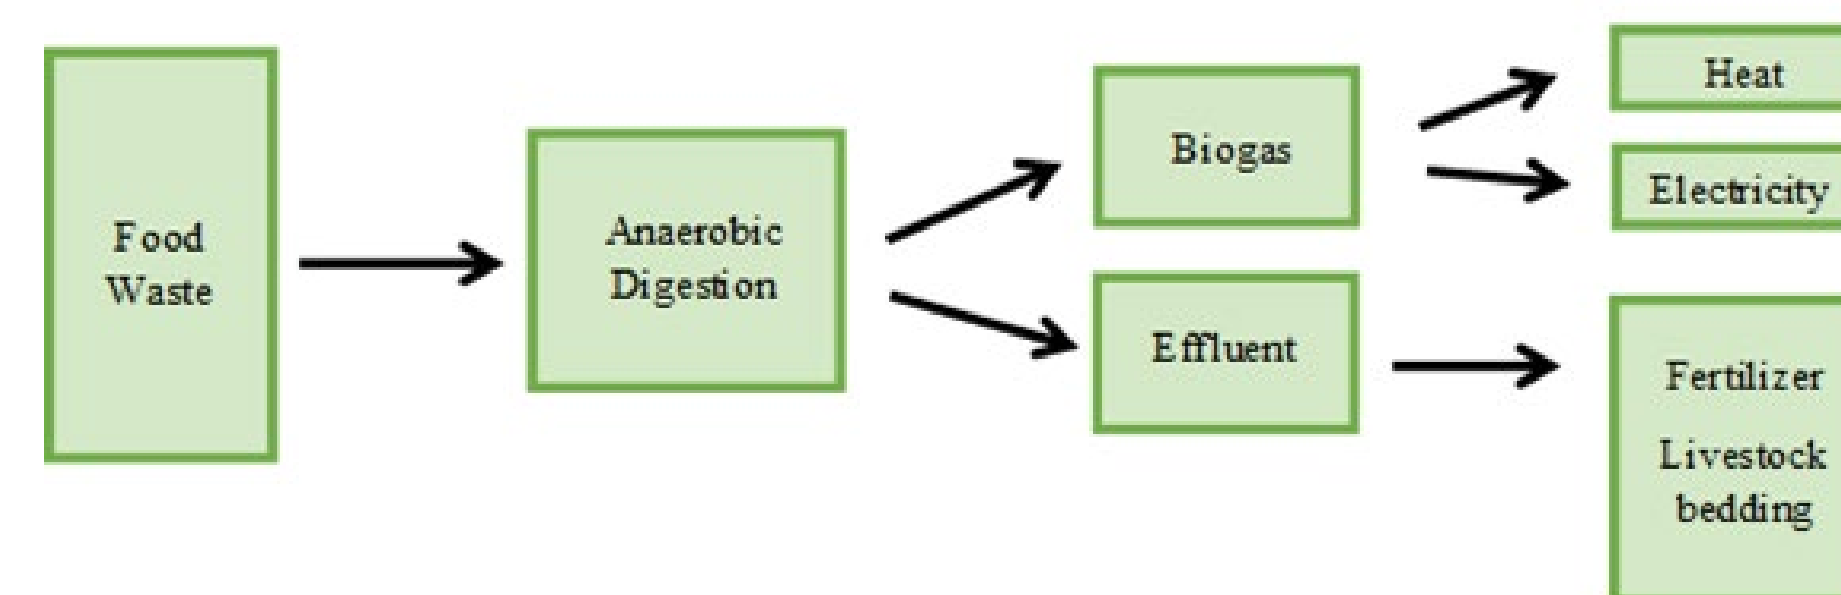 Food
Waste
Anaerobic
Digestion
Biogas
Effluent
Heat
Electricity
Fertilizer
Livestock
bedding